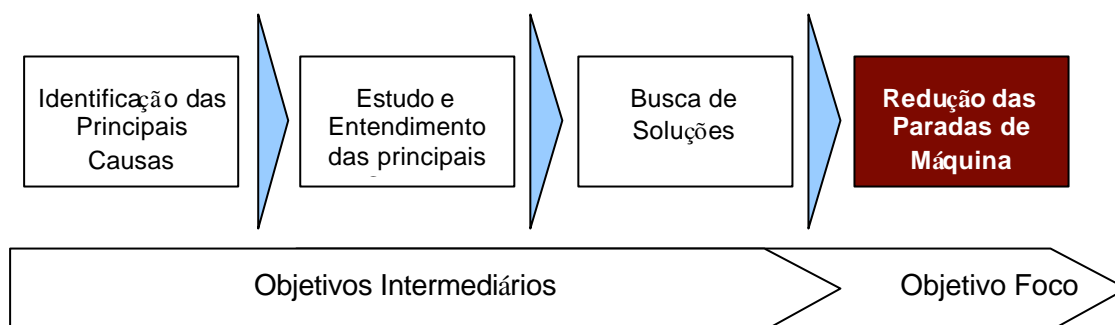 Identificação das
Principais
Causas
Estudo e
Entendimento
das principais
Busca de
Soluções
Redução das
Paradas de
Máquina
Objetivos Intermediários
Objetivo Foco